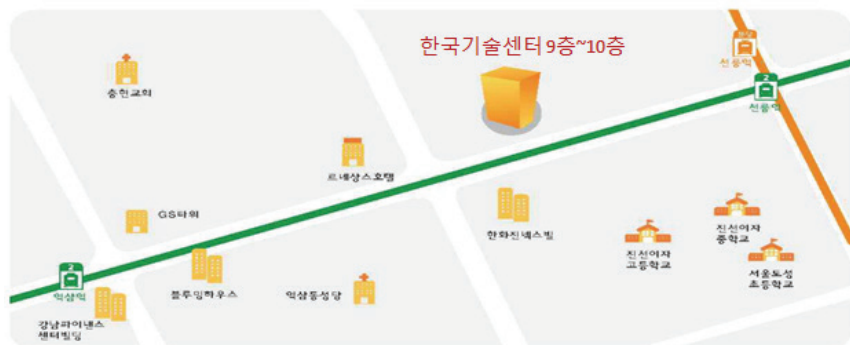 한국기술센터 9층~10층
분당
선릉역
2
선릉역
충현교회
르네상스호텔
GS타워
한화진넥스빌
진선여자
중학교
진선여자
고등학교
서울도성
초등학교
2
역삼역
블루밍하우스
역삼동성당
강남파이낸스
센터빌딩